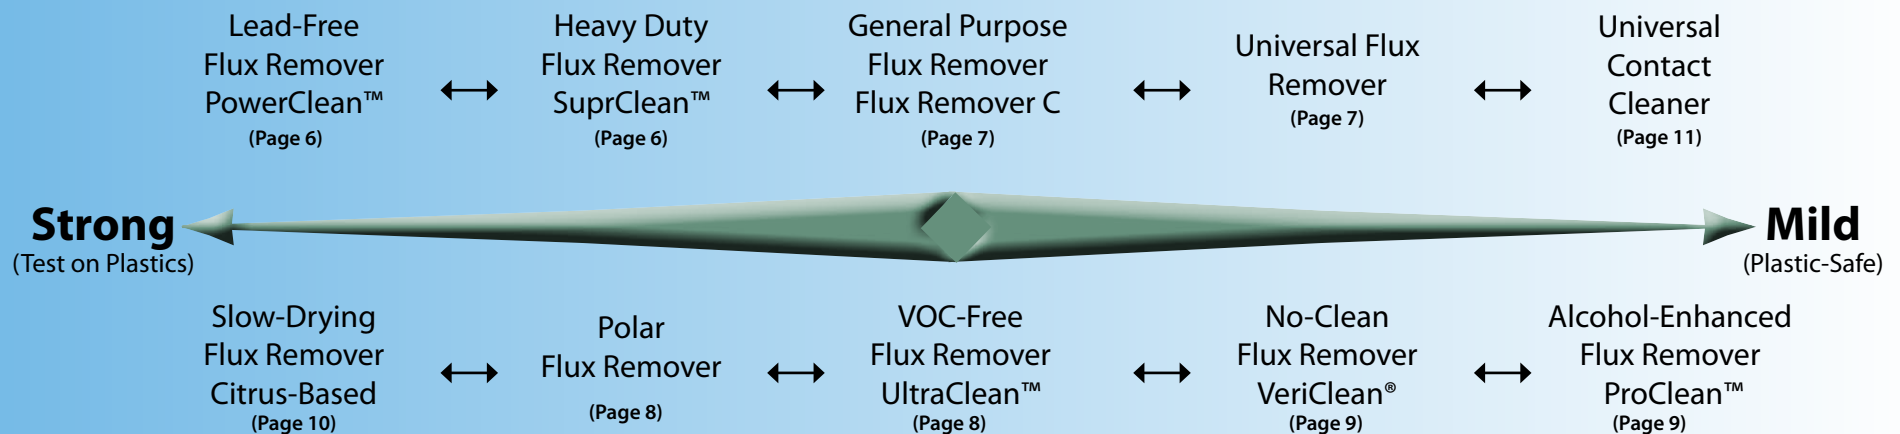 Lead-Free
Flux Remover
PowerClean™
(Page 6)
Heavy Duty
Flux Remover
SuprClean™
(Page 6)
General Purpose
Flux Remover
Flux Remover C
(Page 7)
Universal Flux
Remover
(Page 7)
Universal
Contact
Cleaner
(Page 11)
Strong
(Test on Plastics)
Mild
(Plastic-Safe)
Slow-Drying
Flux Remover
Citrus-Based
(Page 10)
Polar
Flux Remover
(Page 8)
VOC-Free
Flux Remover
UltraClean™
(Page 8)
No-Clean
Flux Remover
VeriClean®
(Page 9)
Alcohol-Enhanced
Flux Remover
ProClean™
(Page 9)